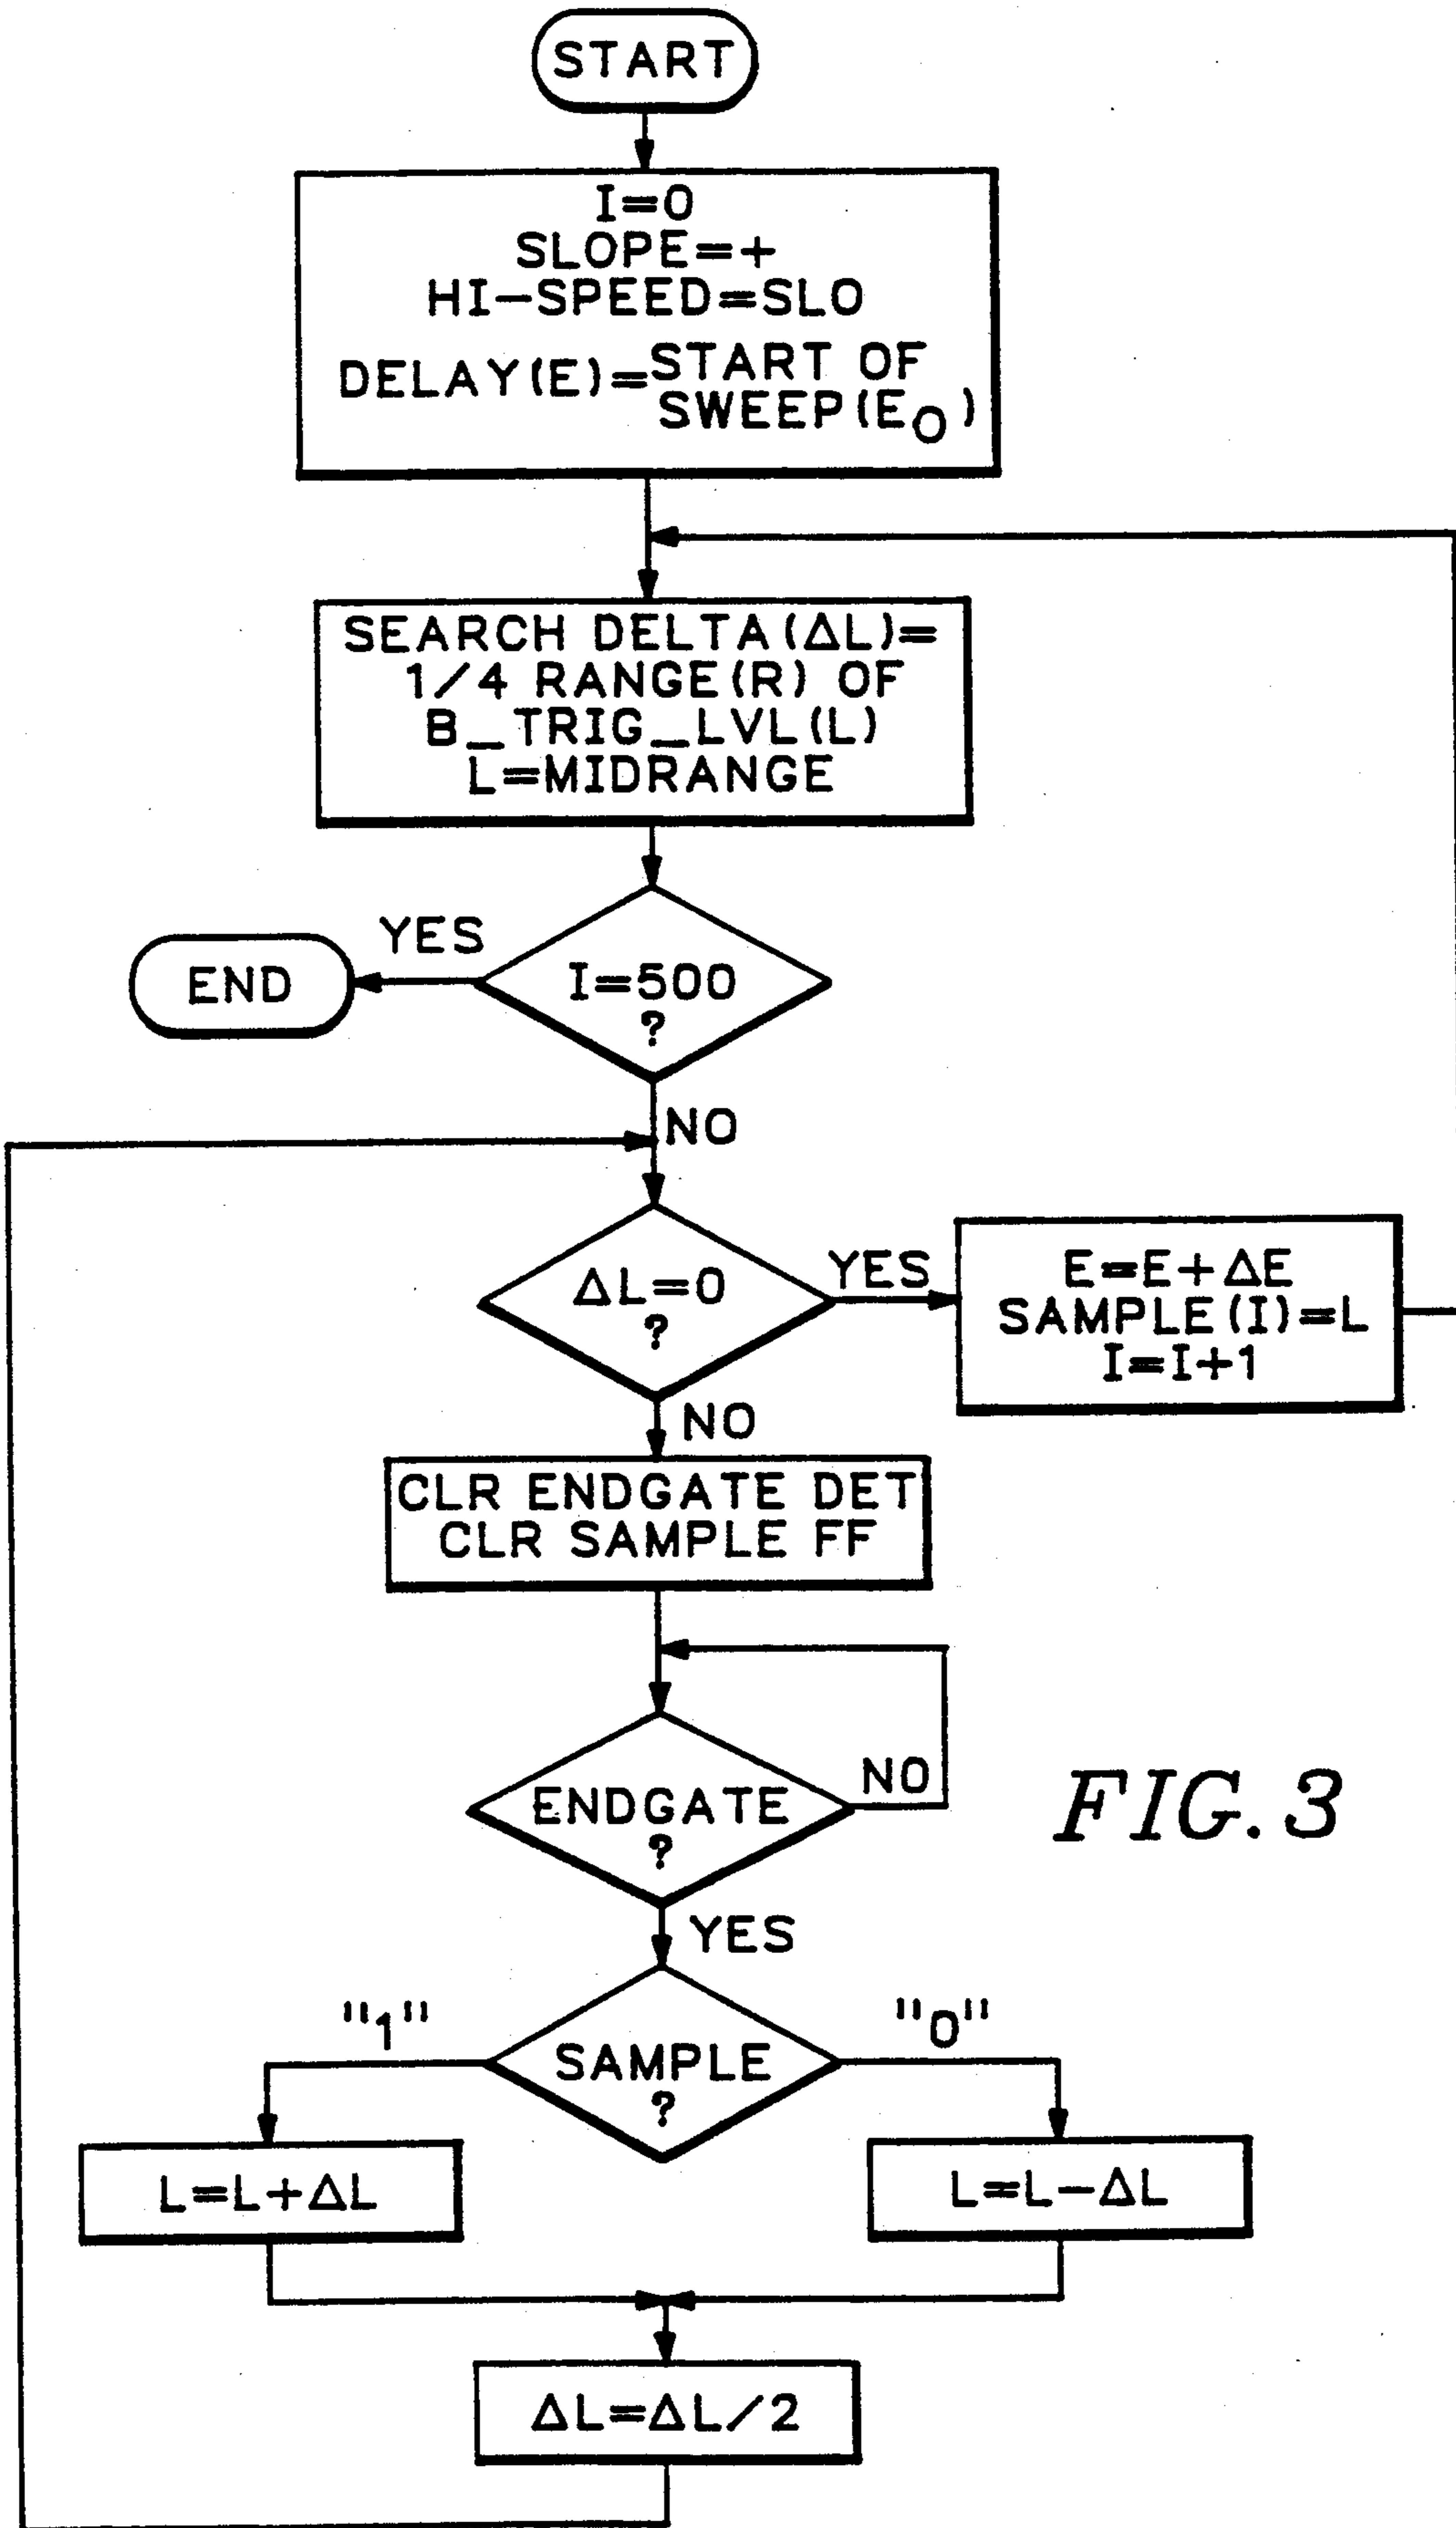 START
I=0
SLOPE=+
HI-SPEED=SLO
DELAY(E)=START OF
SWEEP(E0)
SEARCH DELTA(ΔL)=
1/4 RANGE(R) OF
B_TRIG_LVL(L)
L=MIDRANGE
YES
END
I=500
?
NO
ΔL=0
?
YES
E=E+ΔE
SAMPLE(I)=L
I=I+1
NO
CLR ENDGATE DET
CLR SAMPLE FF
ENDGATE
?
NO
FIG. 3
YES
"1"
"0"
SAMPLE
?
L=L+ΔL
L=L-ΔL
ΔL=ΔL/2